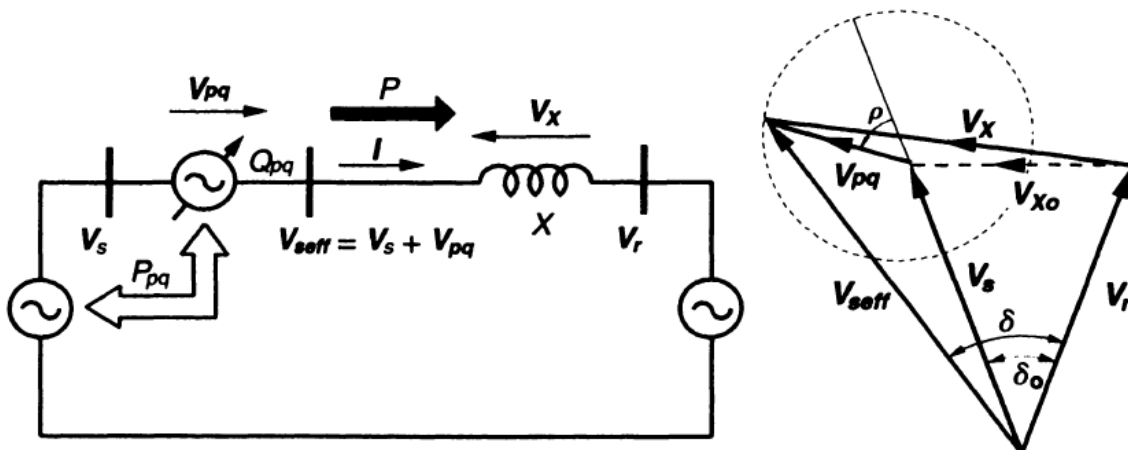 Vpq
P
Vx
Qpq
I
Vs
Vseff = Vs + Vpq
X
Vr
Ppq
ρ
Vx
Vpq
Vxo
Vs
Vseff
Vr
δ
δo